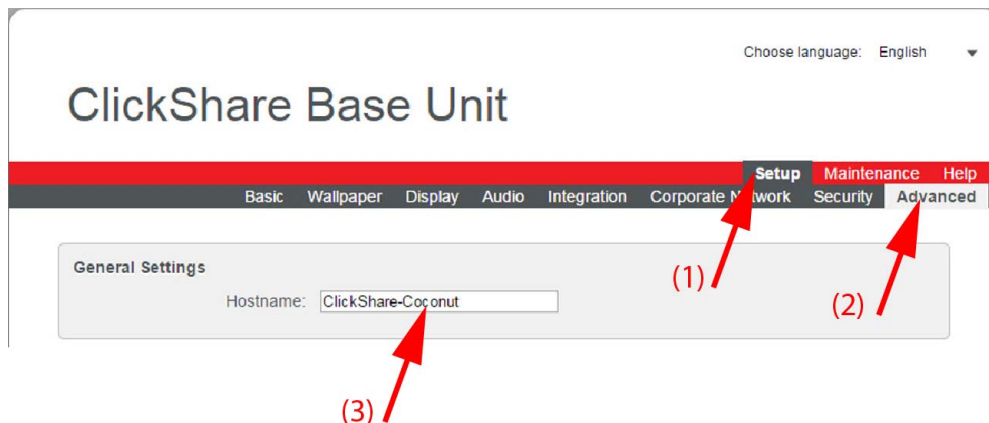 Choose language: English
ClickShare Base Unit
Setup Maintenance Help
Basic Wallpaper Display Audio Integration Corporate Network Security Advanced
General Settings
Hostname: ClickShare-Coconut
(1)
(2)
(3)